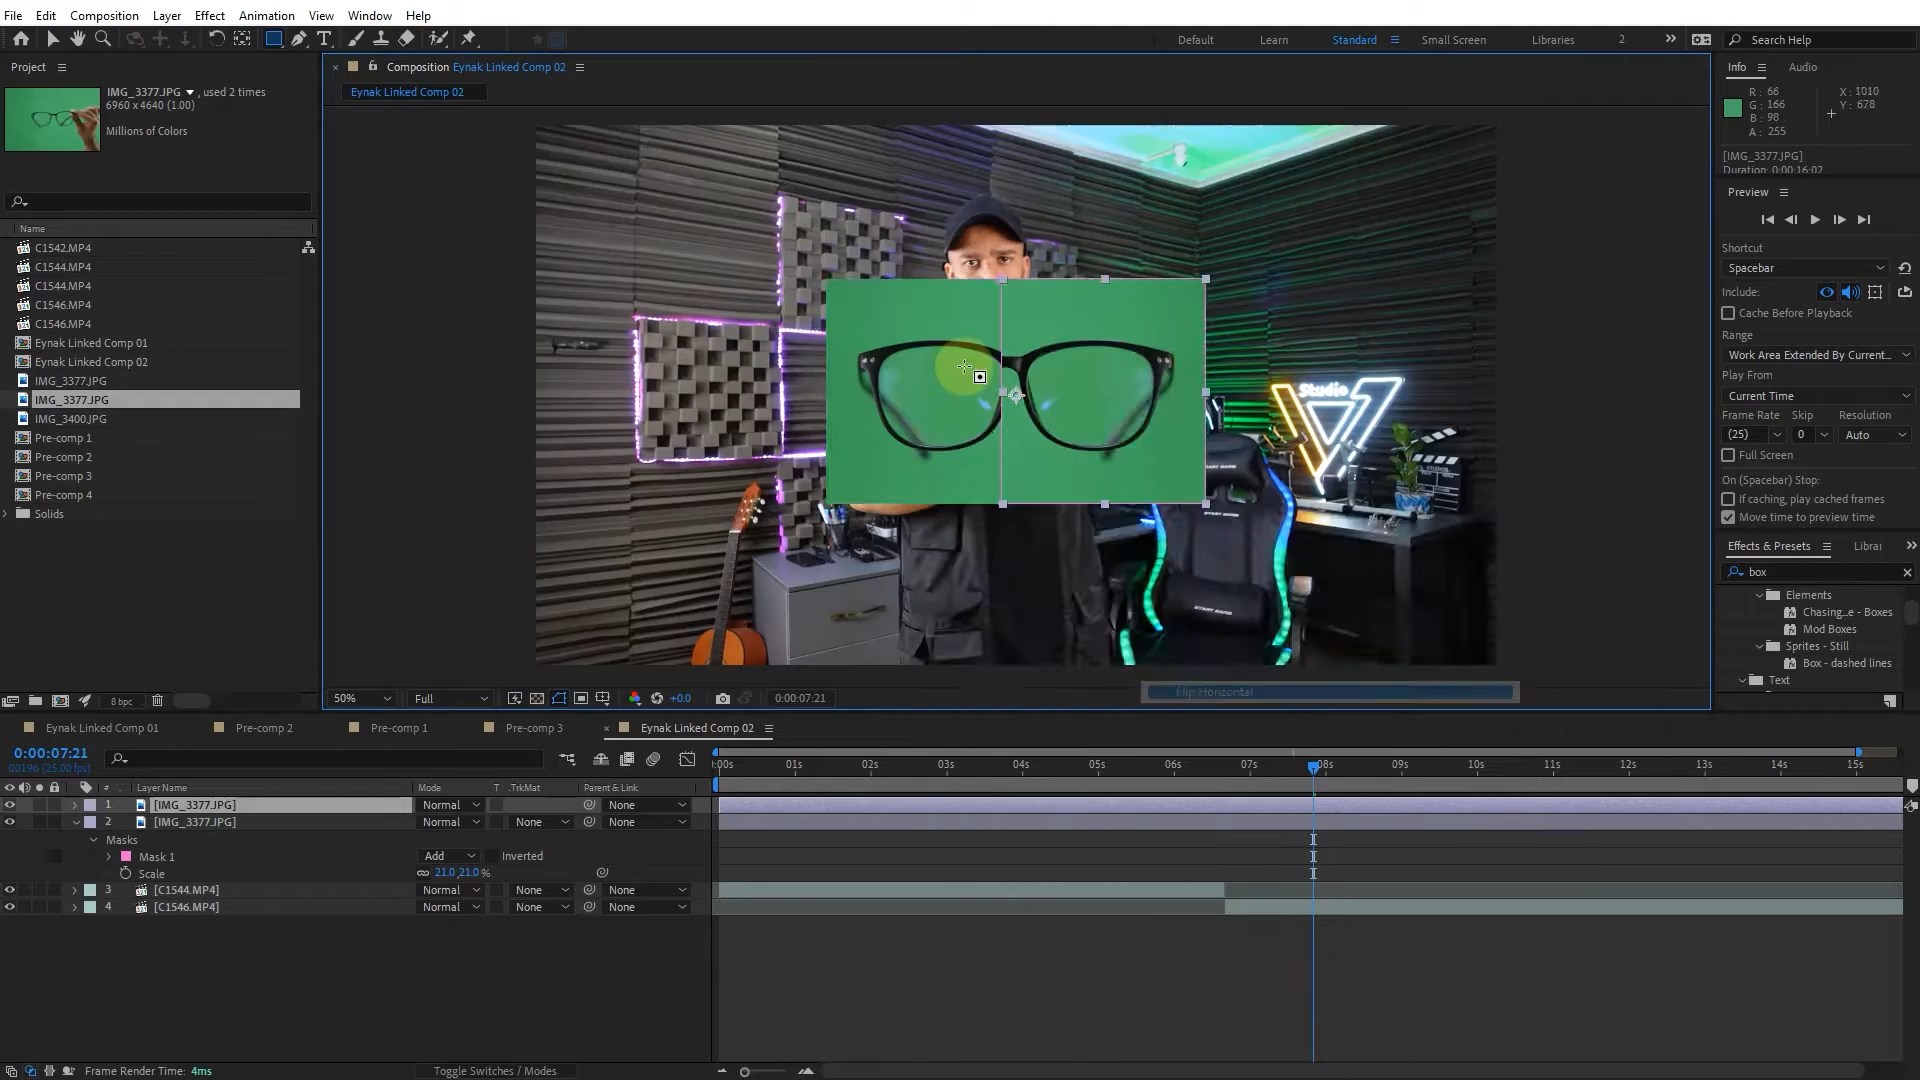 File Edit Composition Layer Effect Animation View Window Help
Default Learn Standard Small Screen Libraries 2 Search Help
Project
IMG_3377.JPG , used 2 times
6960 x 4640 (1.00)
Millions of Colors
Name
C1542.MP4
C1544.MP4
C1544.MP4
C1546.MP4
C1546.MP4
Eynak Linked Comp 01
Eynak Linked Comp 02
IMG_3377.JPG
IMG_3377.JPG
IMG_3400.JPG
Pre-comp 1
Pre-comp 2
Pre-comp 3
Pre-comp 4
Solids
8 bpc
Composition Eynak Linked Comp 02
Eynak Linked Comp 02
Studio
START GAME
START GAME
START GAME
50% Full +0.0 0:00:07:21
Flip Horizontal
Info Audio
R : 66
G : 166
B : 98
A : 255
X : 1010
Y : 678
[IMG_3377.JPG]
Duration: 0:00:16:02
Preview
Shortcut
Spacebar
Include:
Cache Before Playback
Range
Work Area Extended By Current...
Play From
Current Time
Frame Rate Skip Resolution
(25) 0 Auto
Full Screen
On (Spacebar) Stop:
If caching, play cached frames
Move time to preview time
Effects & Presets Librar
box
Elements
Chasing...e - Boxes
Mod Boxes
Sprites - Still
Box - dashed lines
Text
Eynak Linked Comp 01 Pre-comp 2 Pre-comp 1 Pre-comp 3 Eynak Linked Comp 02
0:00:07:21
00196 (25.00 fps)
:00s 01s 02s 03s 04s 05s 06s 07s 08s 09s 10s 11s 12s 13s 14s 15s
# Layer Name Mode T .TrkMat Parent & Link
1 [IMG_3377.JPG] Normal None
2 [IMG_3377.JPG] Normal None None
Masks
Mask 1 Add Inverted
Scale 21.0,21.0%
3 [C1544.MP4] Normal None None
4 [C1546.MP4] Normal None None
Frame Render Time: 4ms Toggle Switches / Modes